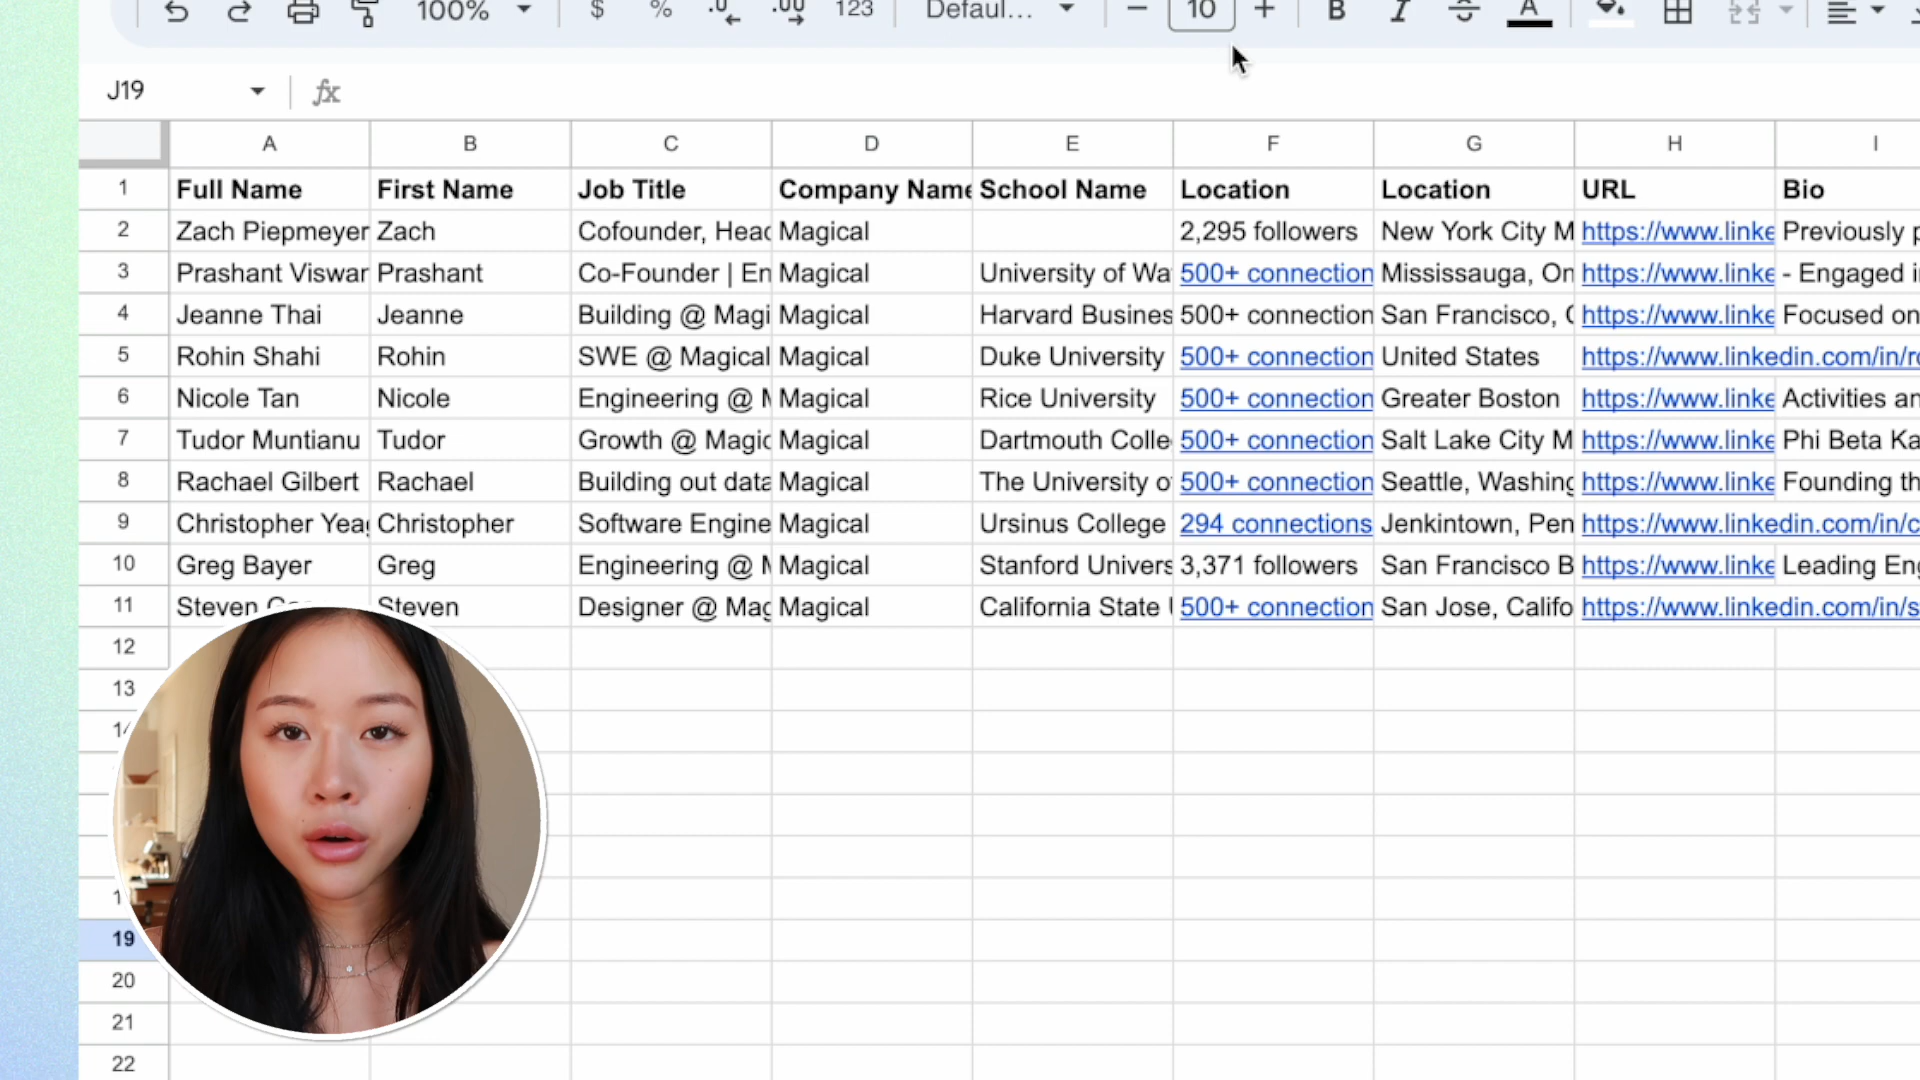 100% $ % .0 .00 123 Defaul... 10 B I A
J19 fx
A B C D E F G H I
1 Full Name First Name Job Title Company Name School Name Location Location URL Bio
2 Zach Piepmeyer Zach Cofounder, Head Magical 2,295 followers New York City M https://www.linke Previously p
3 Prashant Viswan Prashant Co-Founder | En Magical University of Wa 500+ connection Mississauga, On https://www.linke - Engaged in
4 Jeanne Thai Jeanne Building @ Magi Magical Harvard Busines 500+ connection San Francisco, C https://www.linke Focused on
5 Rohin Shahi Rohin SWE @ Magical Magical Duke University 500+ connection United States https://www.linkedin.com/in/ro
6 Nicole Tan Nicole Engineering @ M Magical Rice University 500+ connection Greater Boston https://www.linke Activities an
7 Tudor Muntianu Tudor Growth @ Magic Magical Dartmouth Colle 500+ connection Salt Lake City M https://www.linke Phi Beta Ka
8 Rachael Gilbert Rachael Building out data Magical The University o 500+ connection Seattle, Washing https://www.linke Founding th
9 Christopher Yeag Christopher Software Engine Magical Ursinus College 294 connections Jenkintown, Pen https://www.linkedin.com/in/c
10 Greg Bayer Greg Engineering @ M Magical Stanford Univers 3,371 followers San Francisco B https://www.linke Leading Eng
11 Steven Steven Designer @ Mag Magical California State 500+ connection San Jose, Califo https://www.linkedin.com/in/s
12
13
19
20
21
22